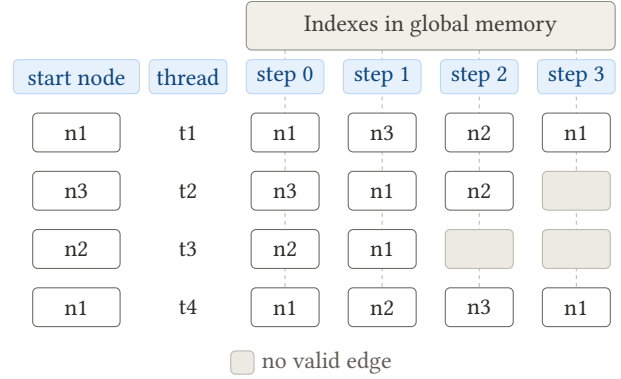 Indexes in global memory
start node thread step 0 step 1 step 2 step 3
n1 t1 n1 n3 n2 n1
n3 t2 n3 n1 n2
n2 t3 n2 n1
n1 t4 n1 n2 n3 n1
no valid edge